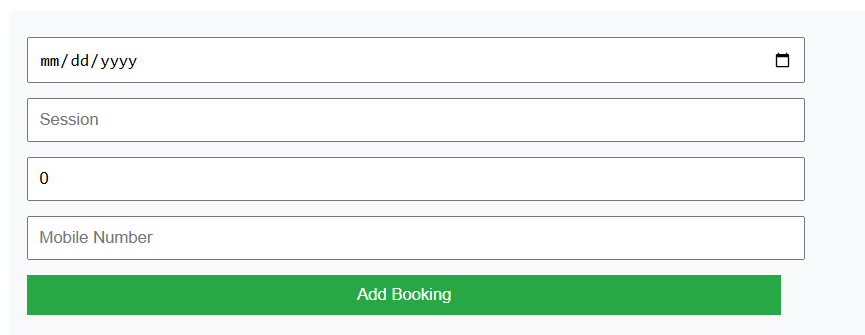 mm/dd/yyyy
Session
0
Mobile Number
Add Booking